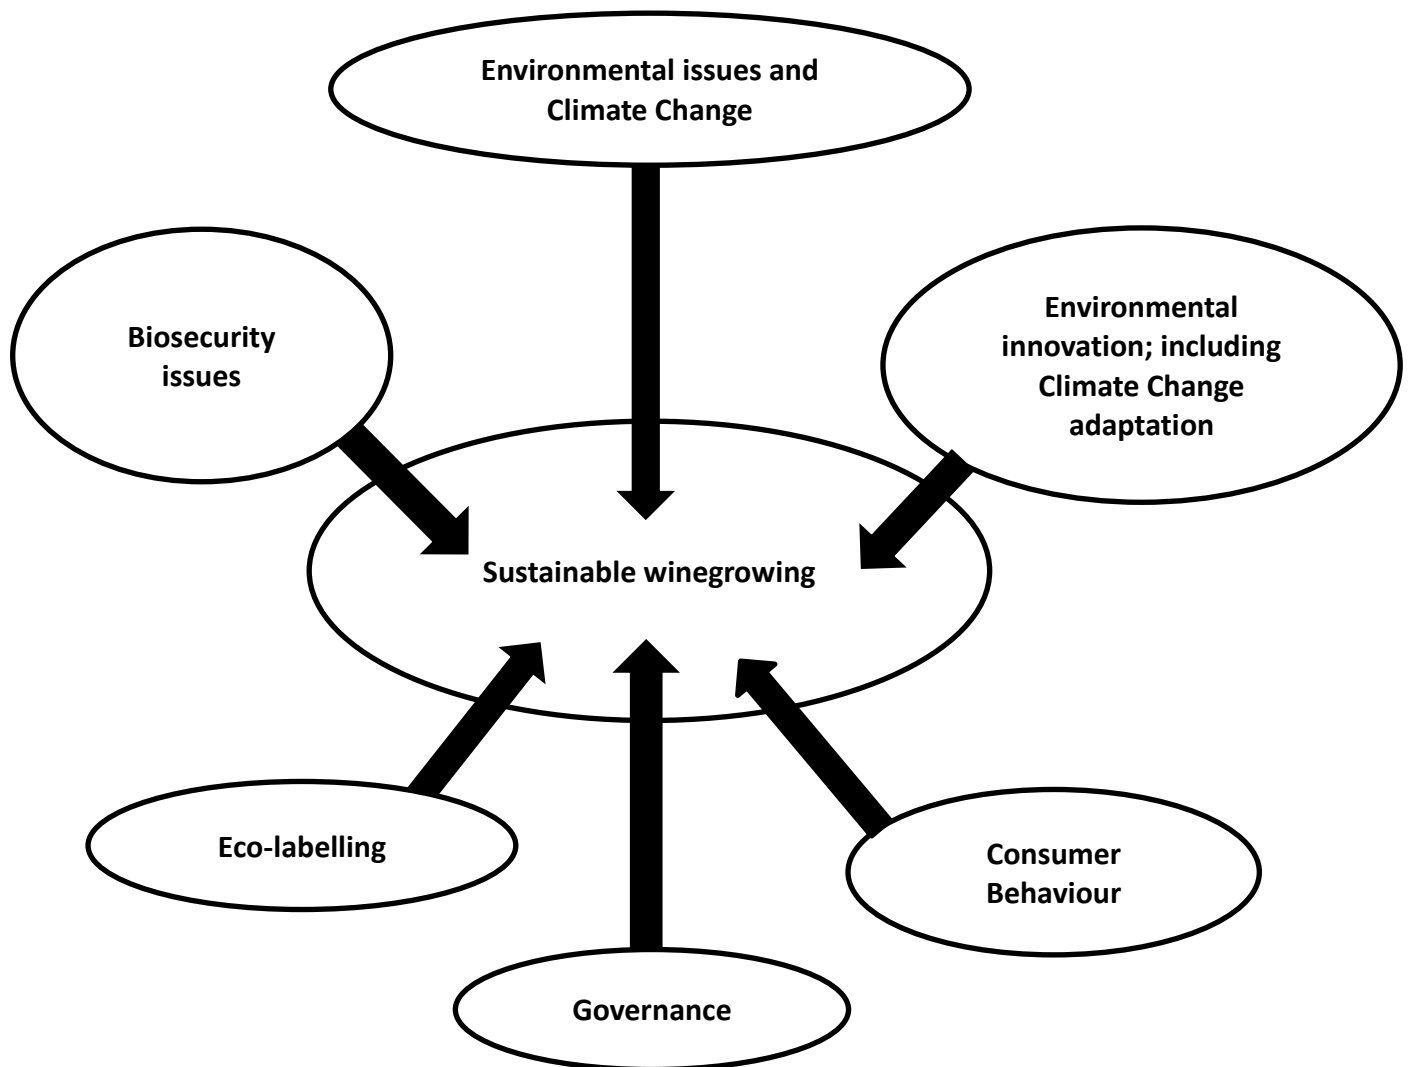 Environmental issues and
Climate Change
Biosecurity
issues
Environmental
innovation; including
Climate Change
adaptation
Sustainable winegrowing
Eco-labelling
Consumer
Behaviour
Governance